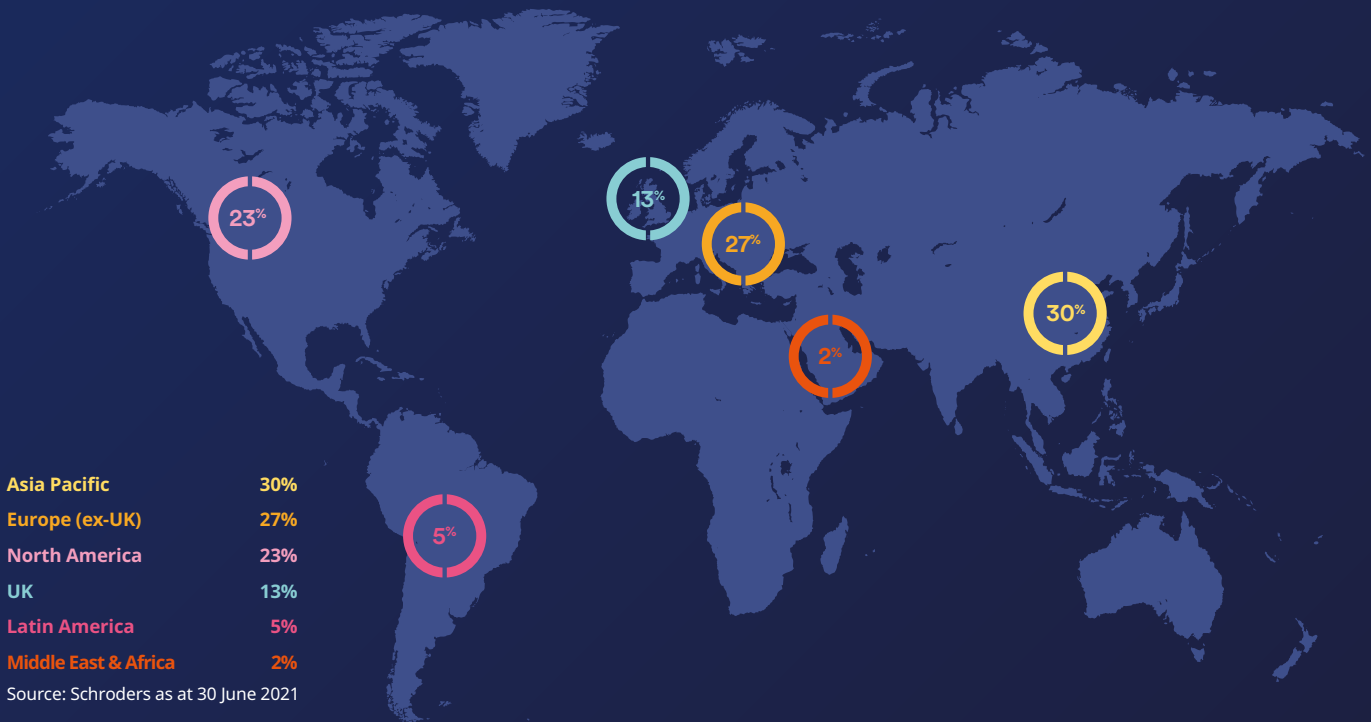 13%
23%
27%
30%
2%
5%
Asia Pacific 30%
Europe (ex-UK) 27%
North America 23%
UK 13%
Latin America 5%
Middle East & Africa 2%
Source: Schroders as at 30 June 2021